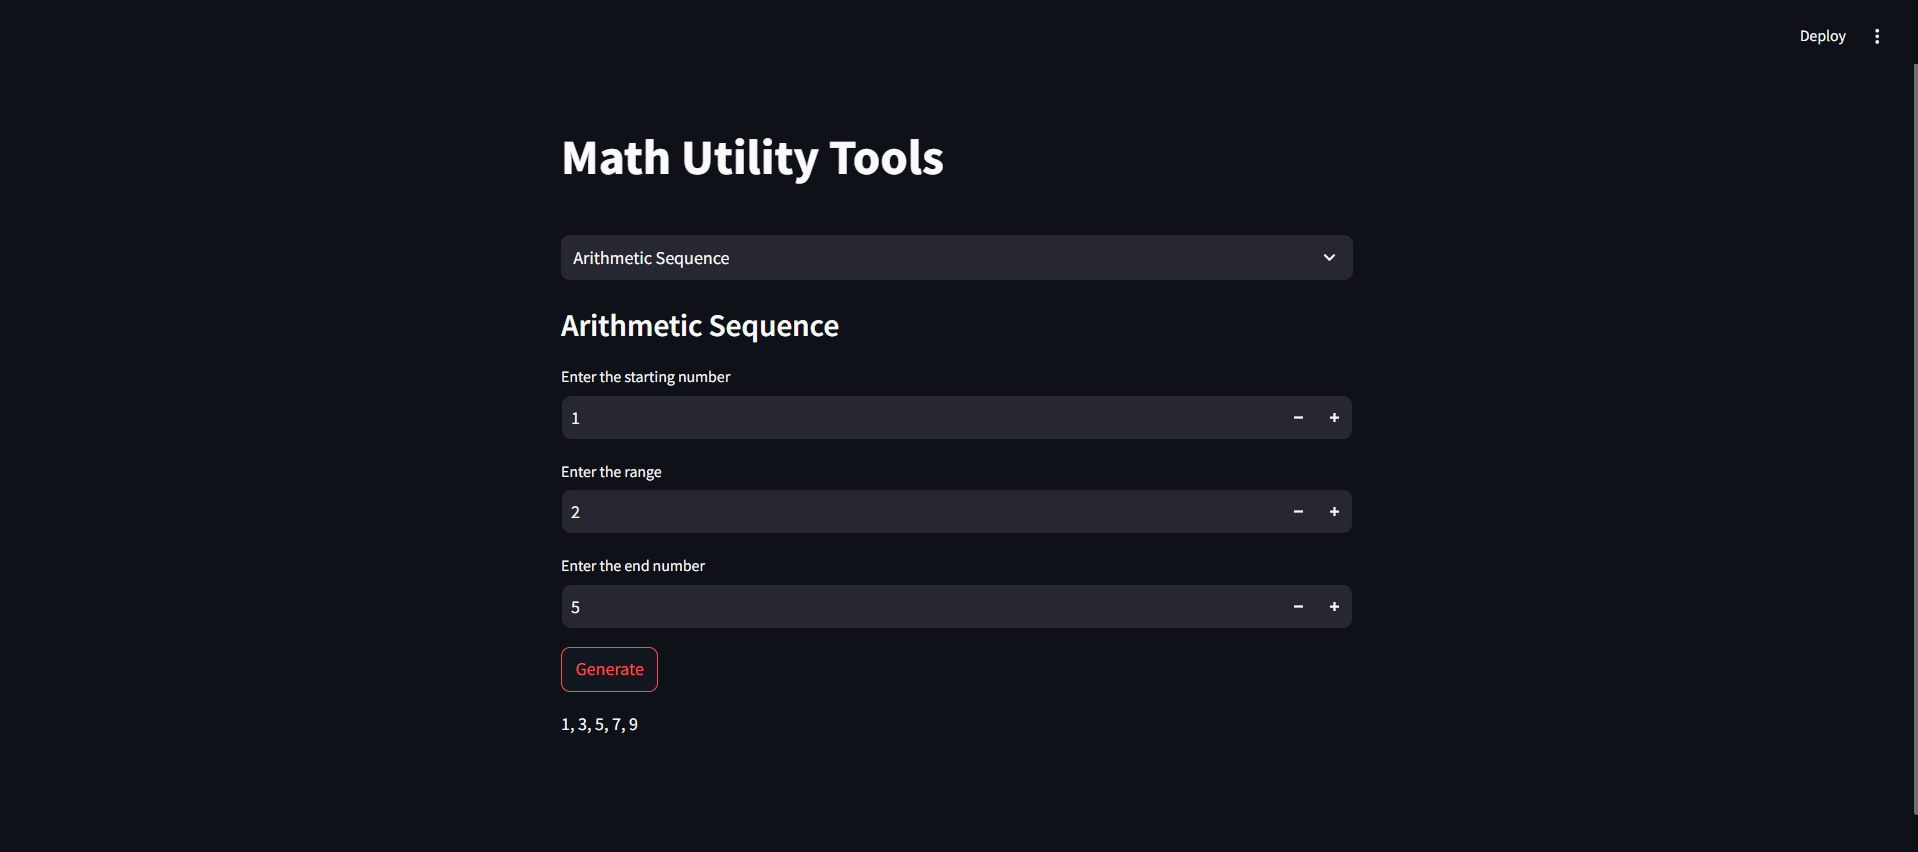 Deploy
Math Utility Tools
Arithmetic Sequence
Arithmetic Sequence
Enter the starting number
1
Enter the range
2
Enter the end number
5
Generate
1, 3, 5, 7, 9